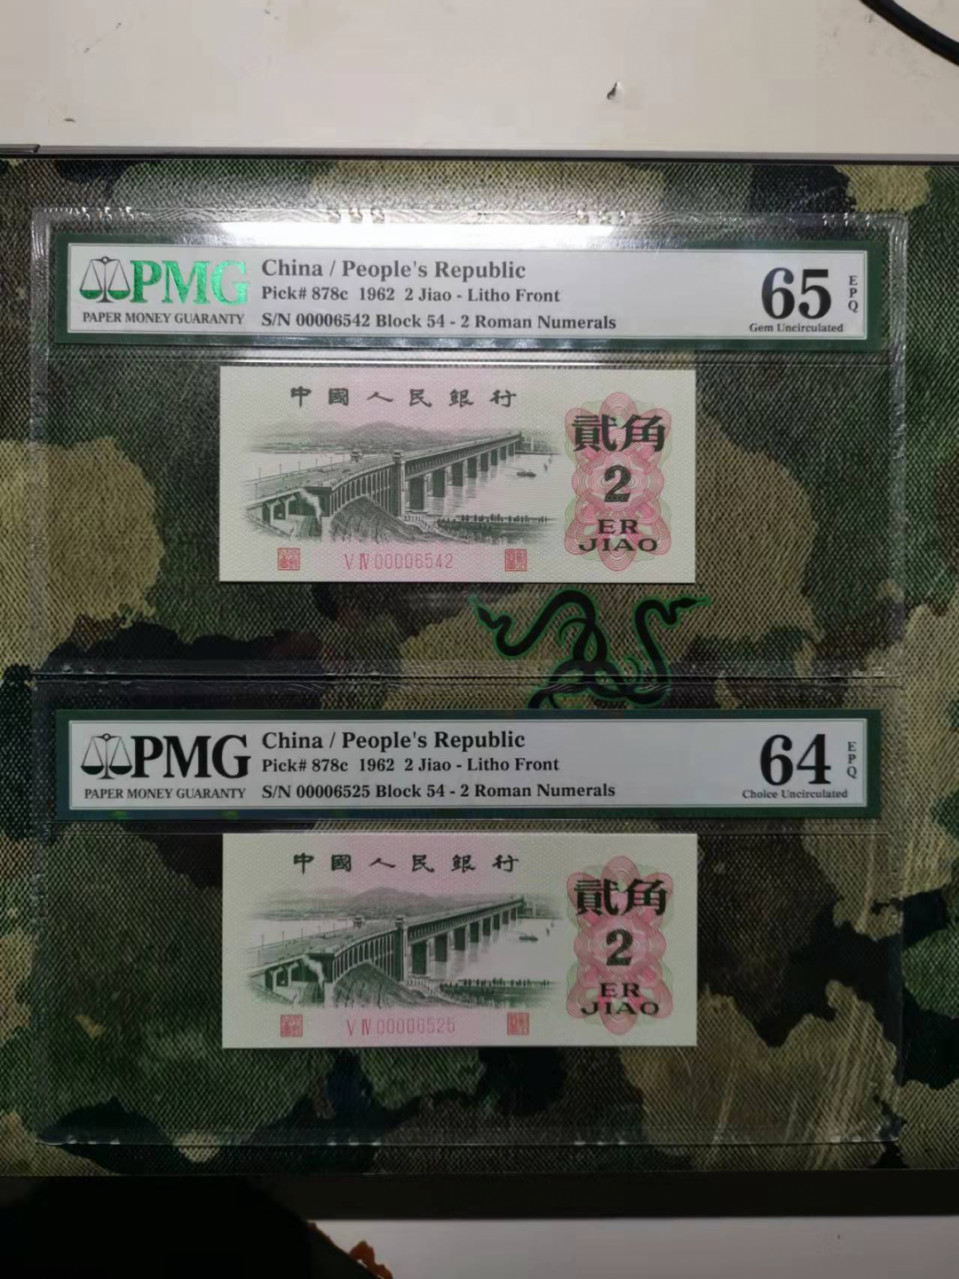 PMG
PAPER MONEY GUARANTY
China / People's Republic
Pick# 878c 1962 2 Jiao - Litho Front
S/N 00006542 Block 54 - 2 Roman Numerals
65
EPQ
Gem Uncirculated
中國人民銀行
貳角
2
ER
JIAO
V IV 00006542
PMG
PAPER MONEY GUARANTY
China / People's Republic
Pick# 878c 1962 2 Jiao - Litho Front
S/N 00006525 Block 54 - 2 Roman Numerals
64
EPQ
Choice Uncirculated
中國人民銀行
貳角
2
ER
JIAO
V IV 00006525